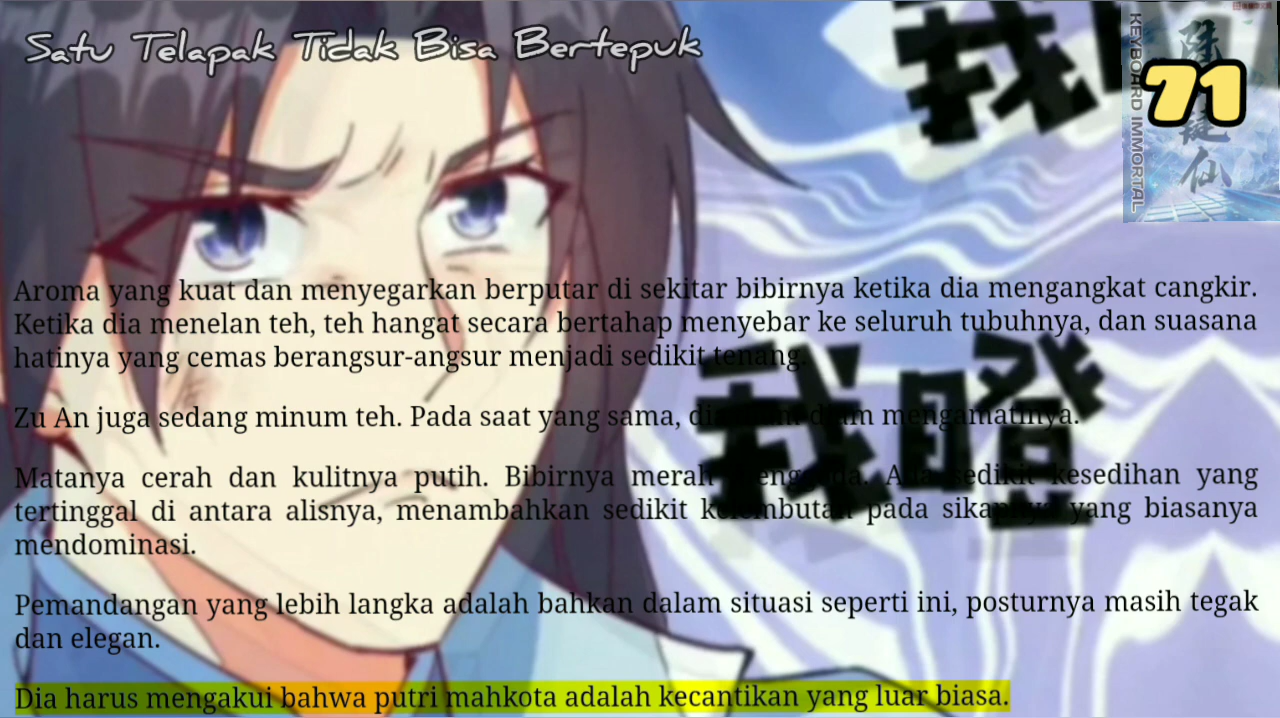 Satu Telapak Tidak Bisa Bertepuk
我
KEYBOARD IMMORTAL
71
仙
Aroma yang kuat dan menyegarkan berputar di sekitar bibirnya ketika dia mengangkat cangkir.
Ketika dia menelan teh, teh hangat secara bertahap menyebar ke seluruh tubuhnya, dan suasana
hatinya yang cemas berangsur-angsur menjadi sedikit tenang.
Zu An juga sedang minum teh. Pada saat yang sama, mengamatinya.
Matanya cerah dan kulitnya putih. Bibirnya merah sedikit kesedihan yang
tertinggal di antara alisnya, menambahkan sedikit kelembutan pada sikapnya yang biasanya
mendominasi.
我瞪
Pemandangan yang lebih langka adalah bahkan dalam situasi seperti ini, posturnya masih tegak
dan elegan.
Dia harus mengakui bahwa putri mahkota adalah kecantikan yang luar biasa.